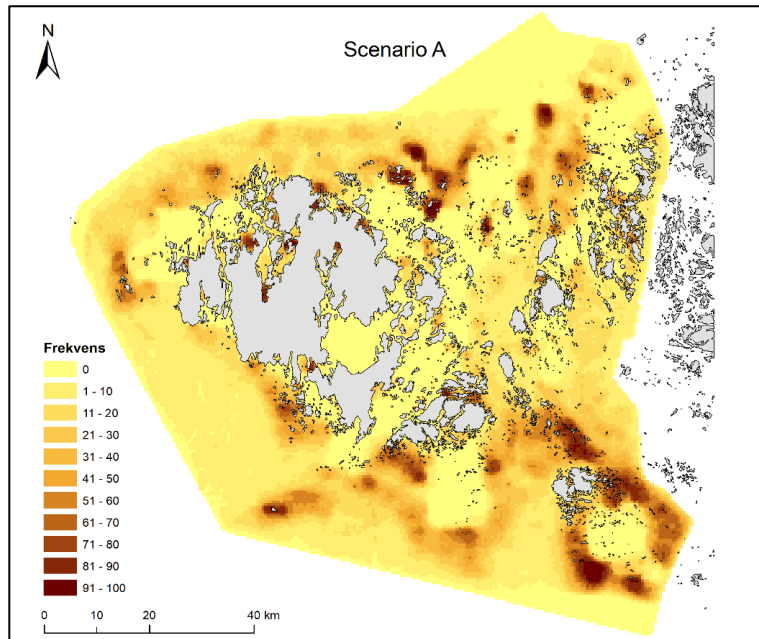 N
Scenario A
Frekvens
0
1 - 10
11 - 20
21 - 30
31 - 40
41 - 50
51 - 60
61 - 70
71 - 80
81 - 90
91 - 100
0 10 20 40 km